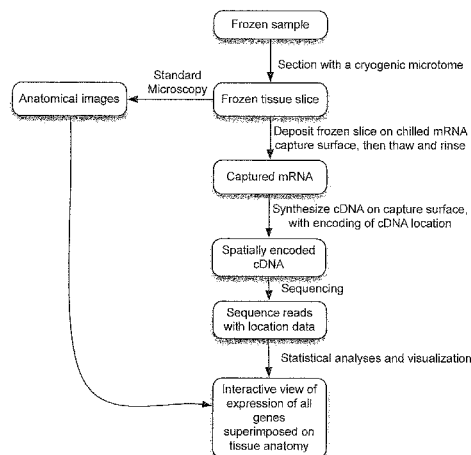 Frozen sample
Section with a cryogenic microtome
Standard
Microscopy
Anatomical images
Frozen tissue slice
Deposit frozen slice on chilled mRNA
capture surface, then thaw and rinse
Captured mRNA
Synthesize cDNA on capture surface,
with encoding of cDNA location
Spatially encoded
cDNA
Sequencing
Sequence reads
with location data
Statistical analyses and visualization
Interactive view of
expression of all
genes
superimposed on
tissue anatomy